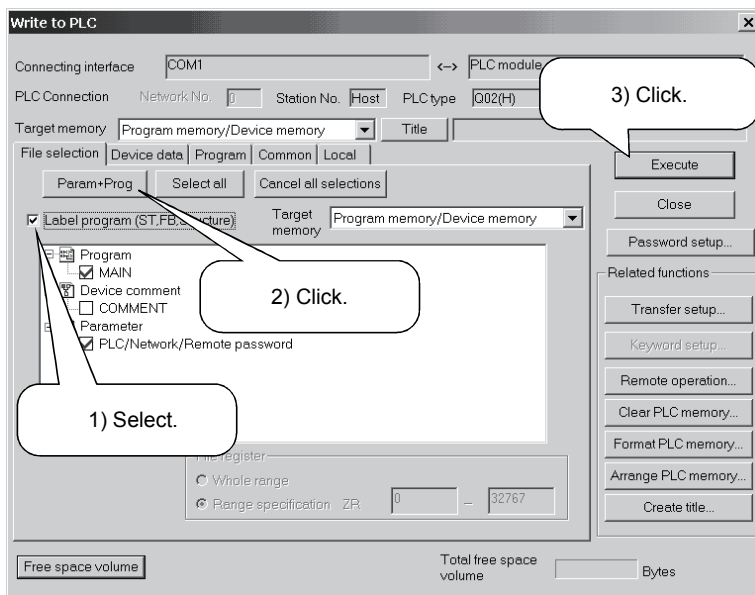 Write to PLC
Connecting interface COM1 <--> PLC module
PLC Connection Network No. 0 Station No. Host PLC type Q02(H)
3) Click.
Target memory Program memory/Device memory Title
File selection Device data Program Common Local
Execute
Param+Prog Select all Cancel all selections
Close
Label program (ST,FB,Structure) Target memory Program memory/Device memory
Password setup...
Program
MAIN
Device comment
COMMENT
Parameter
PLC/Network/Remote password
2) Click.
1) Select.
Related functions
Transfer setup...
Keyword setup...
Remote operation...
Clear PLC memory...
Format PLC memory...
Arrange PLC memory...
Create title...
File register
Whole range
Range specification ZR 0 – 32767
Free space volume
Total free space volume Bytes